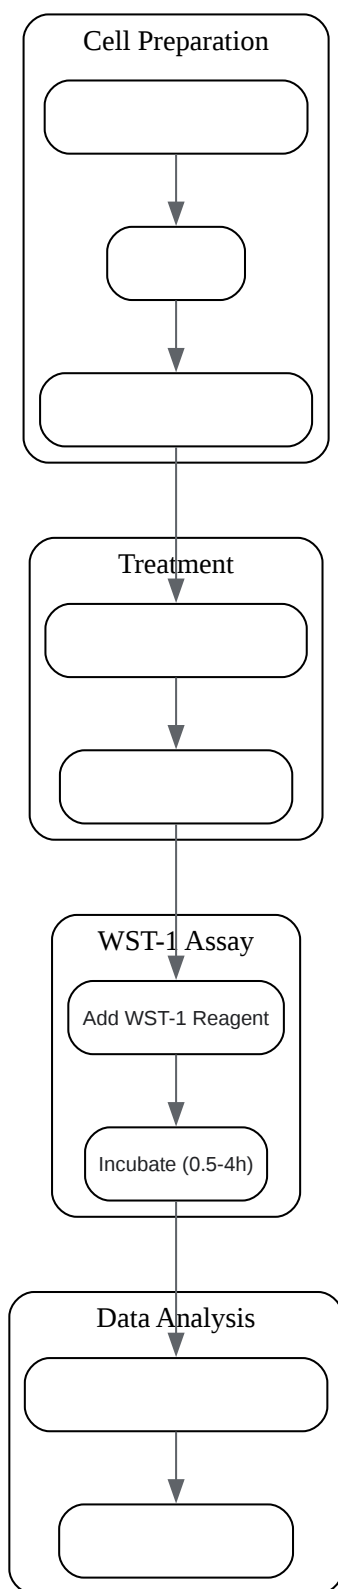 Cell Preparation
Treatment
WST-1 Assay
Add WST-1 Reagent
Incubate (0.5-4h)
Data Analysis